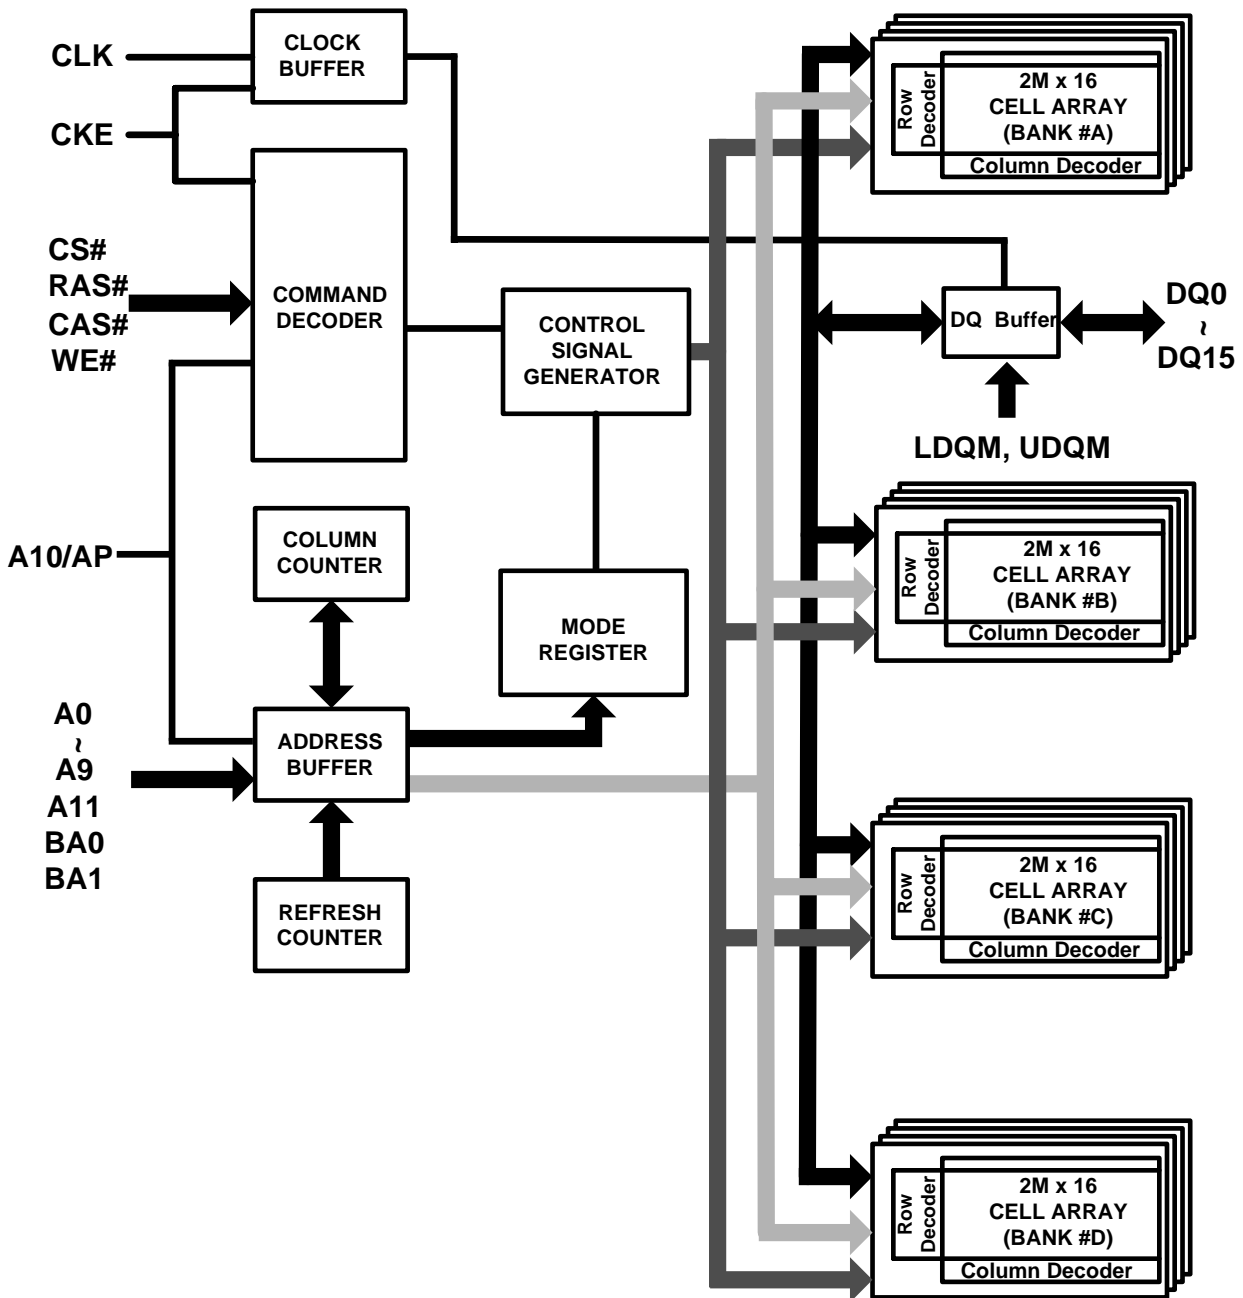 CLK
CKE
CLOCK
BUFFER
CS#
RAS#
CAS#
WE#
COMMAND
DECODER
CONTROL
SIGNAL
GENERATOR
A10/AP
COLUMN
COUNTER
MODE
REGISTER
A0
~
A9
A11
BA0
BA1
ADDRESS
BUFFER
REFRESH
COUNTER
Row
Decoder
2M x 16
CELL ARRAY
(BANK #A)
Column Decoder
DQ Buffer
DQ0
~
DQ15
LDQM, UDQM
Row
Decoder
2M x 16
CELL ARRAY
(BANK #B)
Column Decoder
Row
Decoder
2M x 16
CELL ARRAY
(BANK #C)
Column Decoder
Row
Decoder
2M x 16
CELL ARRAY
(BANK #D)
Column Decoder